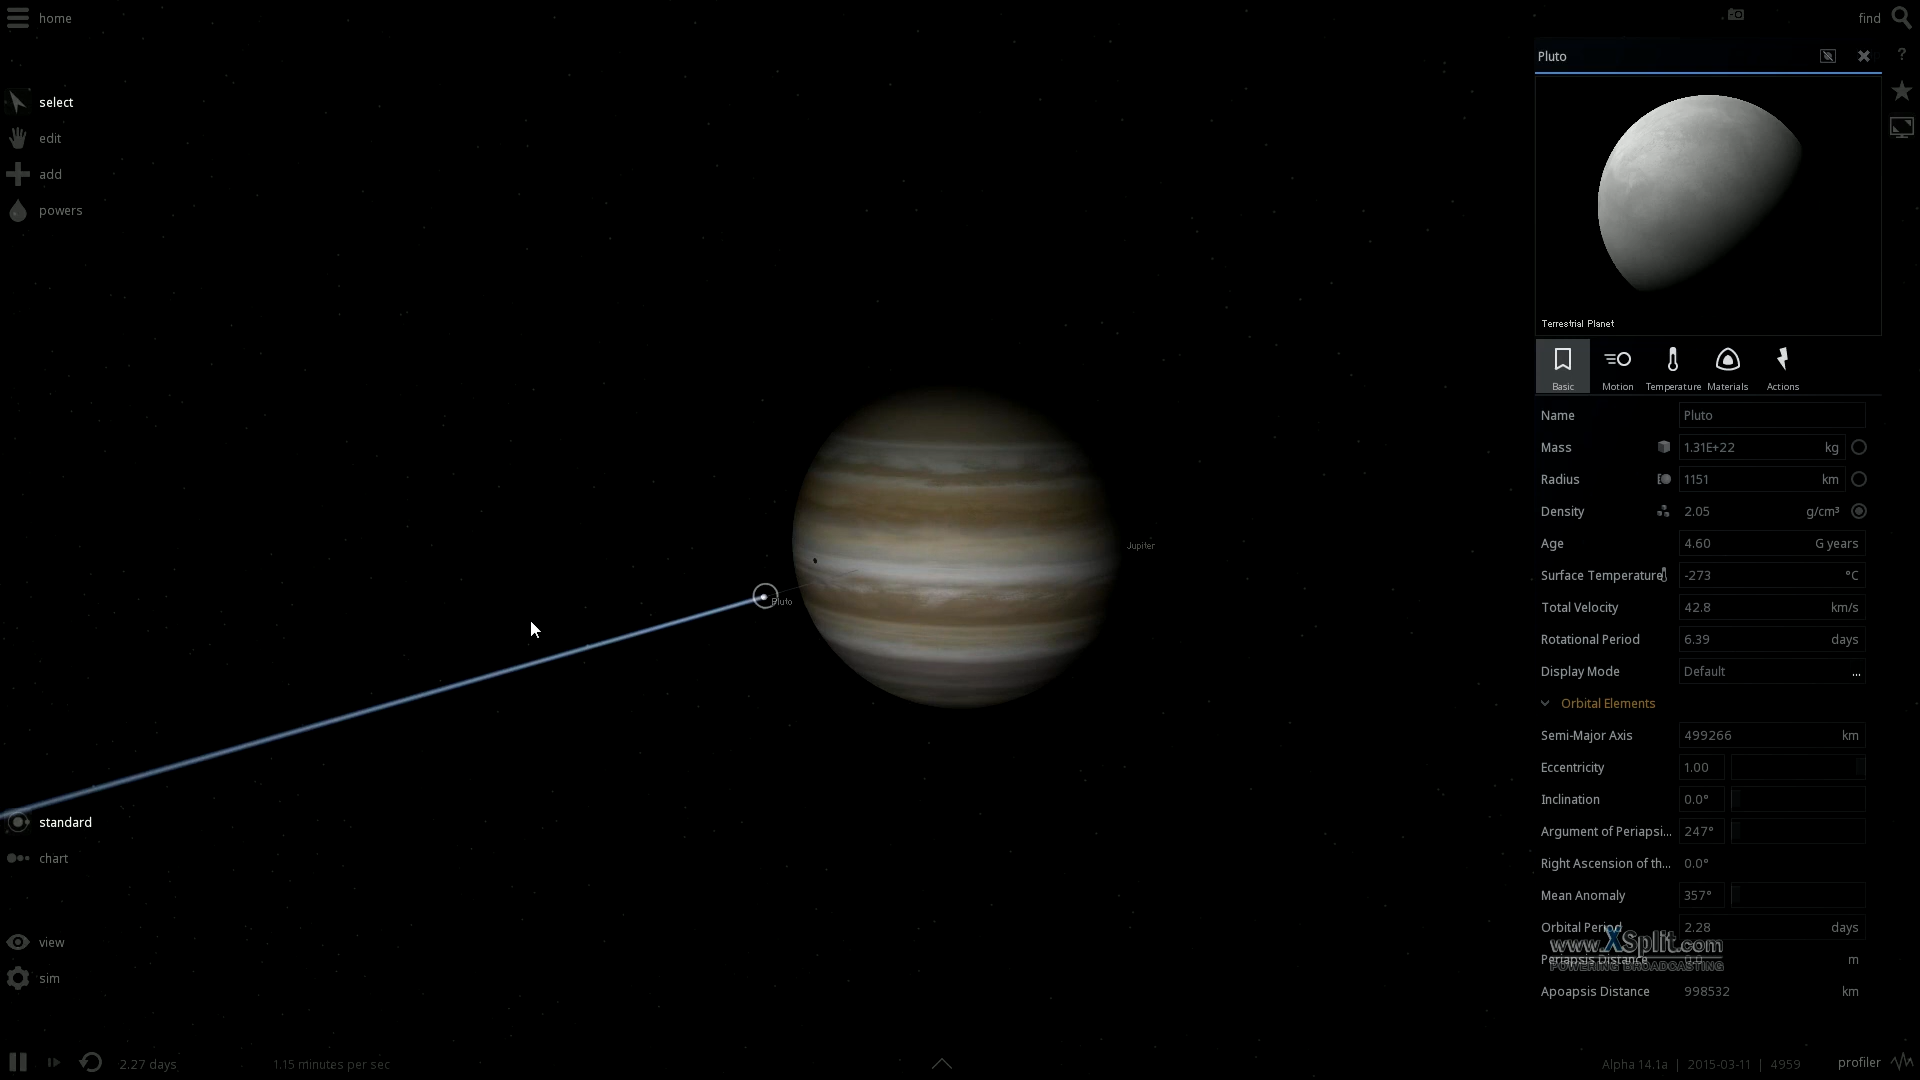 home
find
select
edit
add
powers
Pluto
?
Terrestrial Planet
Basic Motion Temperature Materials Actions
Name Pluto
Mass 1.31E+22 kg
Radius 1151 km
Density 2.05 g/cm³
Age 4.60 G years
Surface Temperature -273 °C
Total Velocity 42.8 km/s
Rotational Period 6.39 days
Display Mode Default ...
Orbital Elements
Semi-Major Axis 499266 km
Eccentricity 1.00
Inclination 0.0°
Argument of Periapsi... 247°
Right Ascension of th... 0.0°
Mean Anomaly 357°
Orbital Period 2.28 days
www.XSplit.com
Periapsis Distance 0.0 m
POWERING BROADCASTING
Apoapsis Distance 998532 km
Jupiter
Pluto
standard
chart
view
sim
2.27 days
1.15 minutes per sec
Alpha 14.1a | 2015-03-11 | 4959
profiler